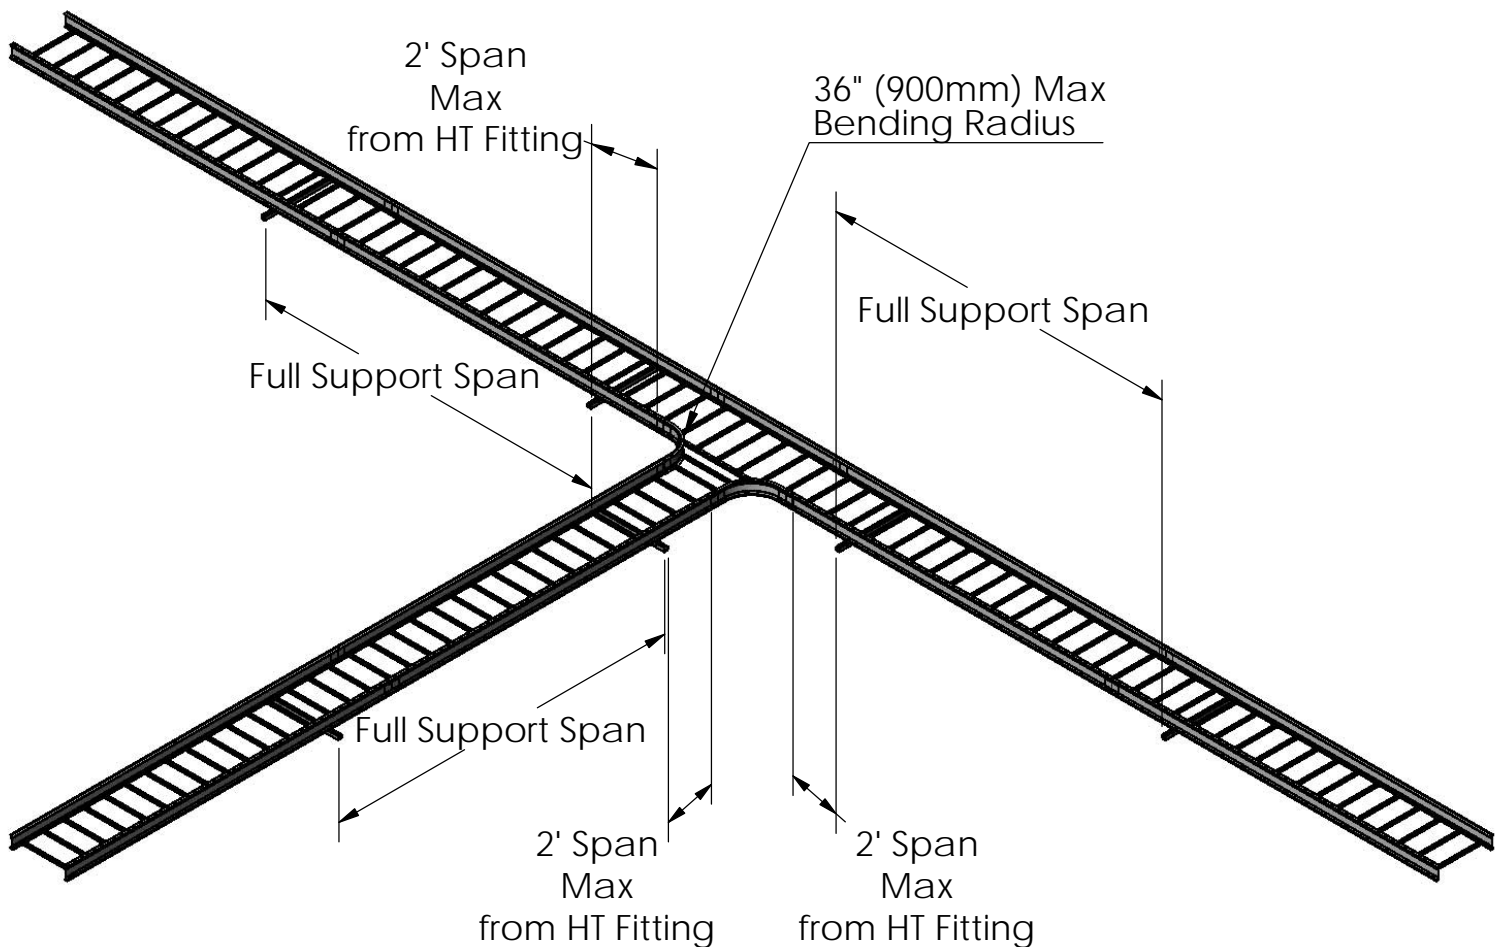 2' Span
Max
from HT Fitting
36" (900mm) Max
Bending Radius
Full Support Span
Full Support Span
Full Support Span
2' Span
Max
from HT Fitting
2' Span
Max
from HT Fitting